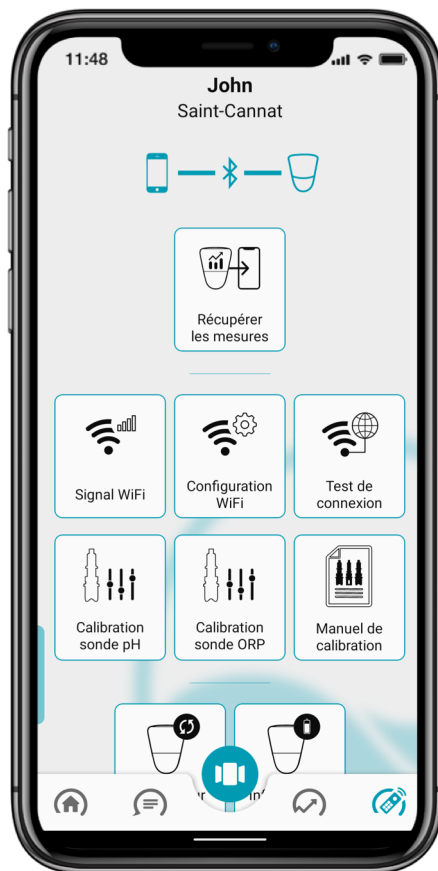 11:48
John
Saint-Cannat
Récupérer
les mesures
Signal WiFi
Configuration
WiFi
Test de
connexion
Calibration
sonde pH
Calibration
sonde ORP
Manuel de
calibration